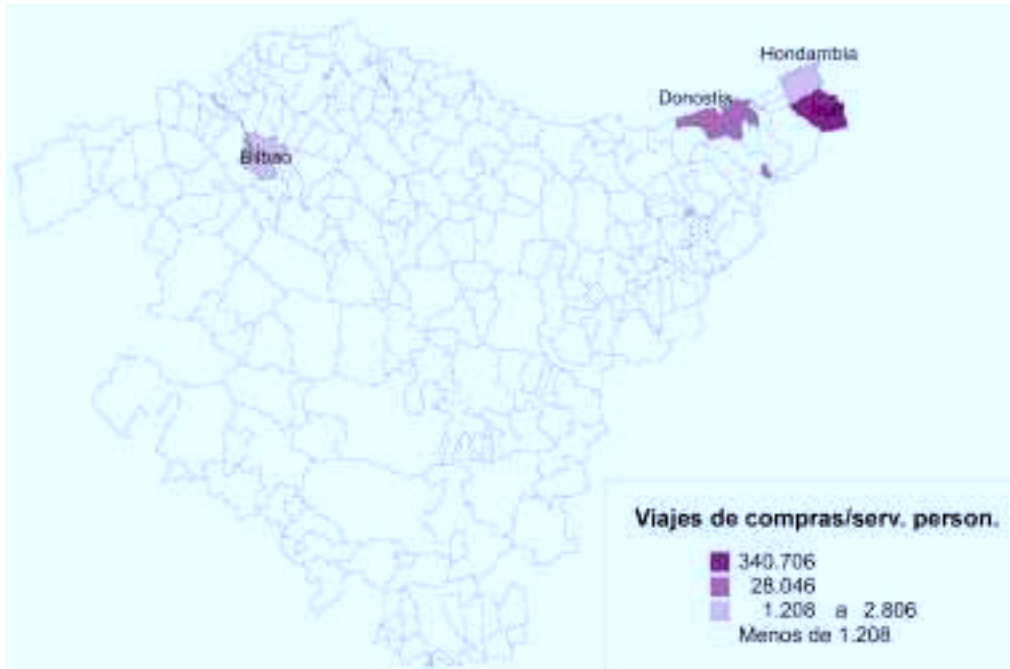 Hondarribia
Donostia
Bilbao
Viajes de compras/serv. person.
340.706
28.046
1.208 a 2.806
Menos de 1.208